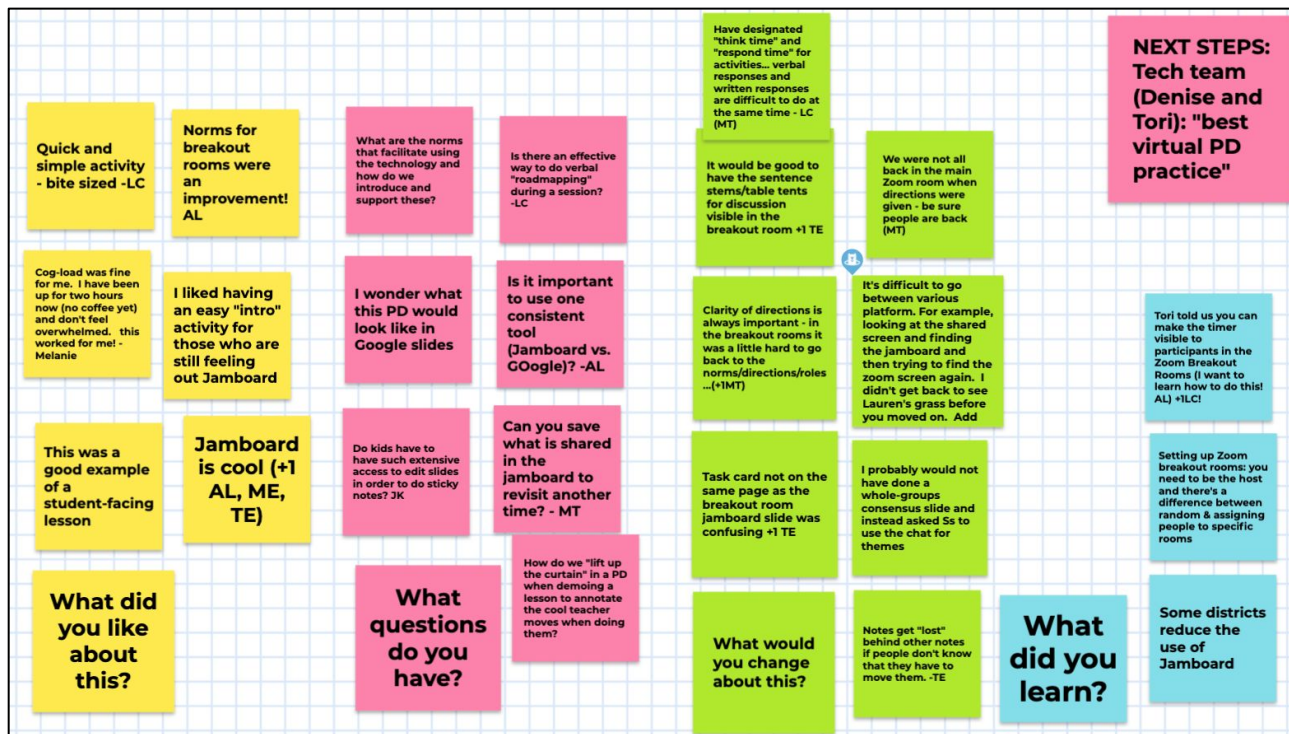 Quick and
simple activity
- bite sized -LC
Norms for
breakout
rooms were
an
improvement!
AL
Cog-load was fine
for me. I have been
up for two hours
now (no coffee yet)
and don't feel
overwhelmed. this
worked for me! -
Melanie
I liked having
an easy "intro"
activity for
those who are
still feeling
out Jamboard
This was a
good example
of a
student-facing
lesson
Jamboard
is cool (+1
AL, ME,
TE)
What did
you like
about
this?
What are the norms
that facilitate using
the technology and
how do we
introduce and
support these?
Is there an effective
way to do verbal
"roadmapping"
during a session?
-LC
I wonder what
this PD would
look like in
Google slides
Is it important
to use one
consistent
tool
(Jamboard vs.
GOogle)? -AL
Do kids have to
have such extensive
access to edit slides
in order to do sticky
notes? JK
Can you save
what is shared
in the
jamboard to
revisit another
time? - MT
What
questions
do you
have?
How do we "lift up
the curtain" in a PD
when demoing a
lesson to annotate
the cool teacher
moves when doing
them?
Have designated
"think time" and
"respond time" for
activities... verbal
responses and
written responses
are difficult to do at
the same time - LC
(MT)
It would be good to
have the sentence
stems/table tents
for discussion
visible in the
breakout room +1 TE
We were not all
back in the main
Zoom room when
directions were
given - be sure
people are back
(MT)
Clarity of directions is
always important - in
the breakout rooms it
was a little hard to go
back to the
norms/directions/roles
...(+1MT)
It's difficult to go
between various
platform. For example,
looking at the shared
screen and finding
the jamboard and
then trying to find the
zoom screen again. I
didn't get back to see
Lauren's grass before
you moved on. Add
Task card not on the
same page as the
breakout room
jamboard slide was
confusing +1 TE
I probably would not
have done a
whole-groups
consensus slide and
instead asked Ss to
use the chat for
themes
What would
you change
about this?
Notes get "lost"
behind other notes
if people don't know
that they have to
move them. -TE
NEXT STEPS:
Tech team
(Denise and
Tori): "best
virtual PD
practice"
Tori told us you can
make the timer
visible to
participants in the
Zoom Breakout
Rooms (I want to
learn how to do this!
AL) +1LC!
Setting up Zoom
breakout rooms: you
need to be the host
and there's a
difference between
random & assigning
people to specific
rooms
What
did you
learn?
Some districts
reduce the
use of
Jamboard